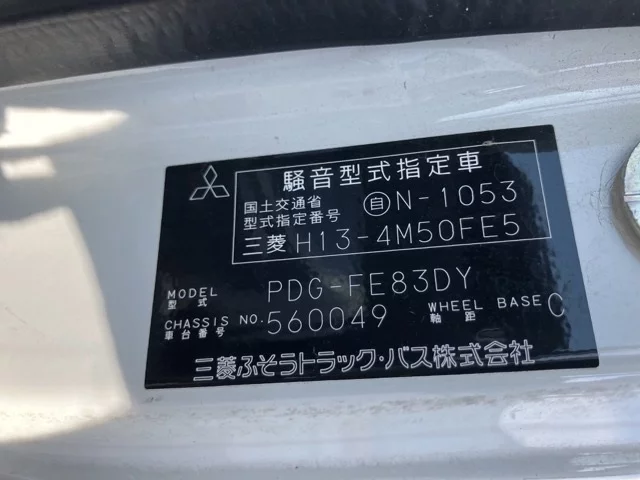 騒音型式指定車
国土交通省
型式指定番号 ㊑N-1053
三菱 H13-4M50FE5
MODEL
型式 PDG-FE83DY
CHASSIS NO. 560049 WHEEL BASE C
車台番号 軸距
三菱ふそうトラック・バス株式会社